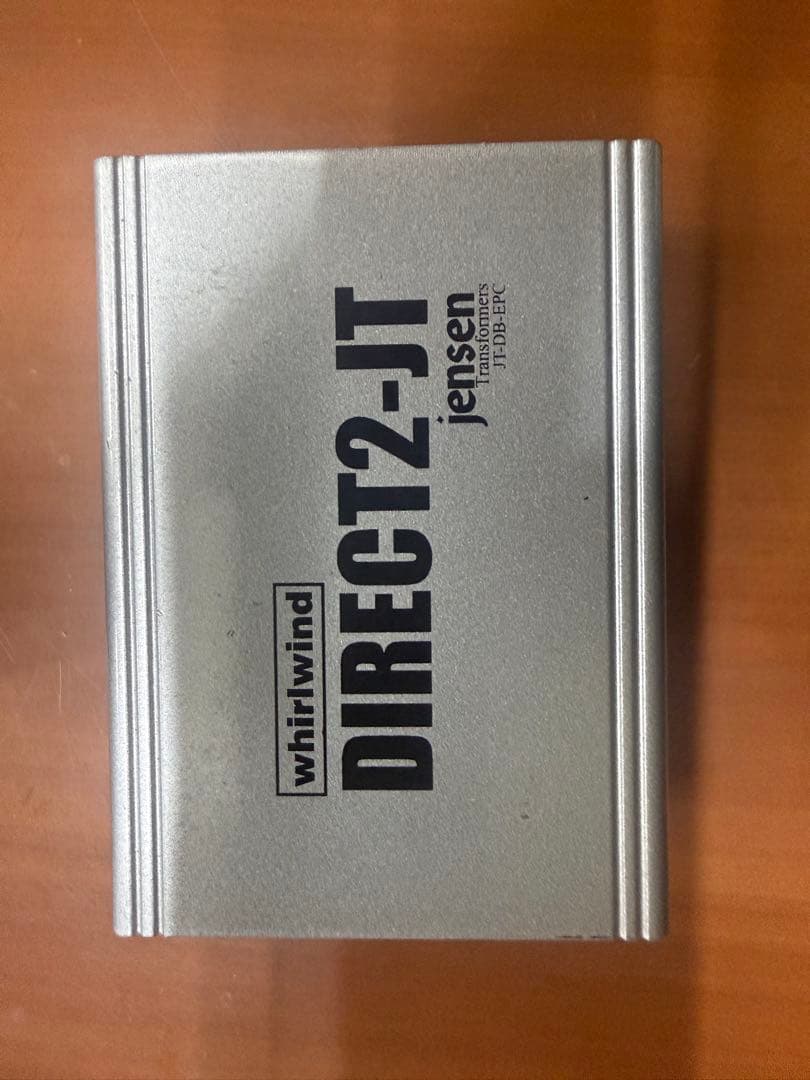 whirlwind
DIRECT2-JT
jensen
Transformers
JT-DB-EPC